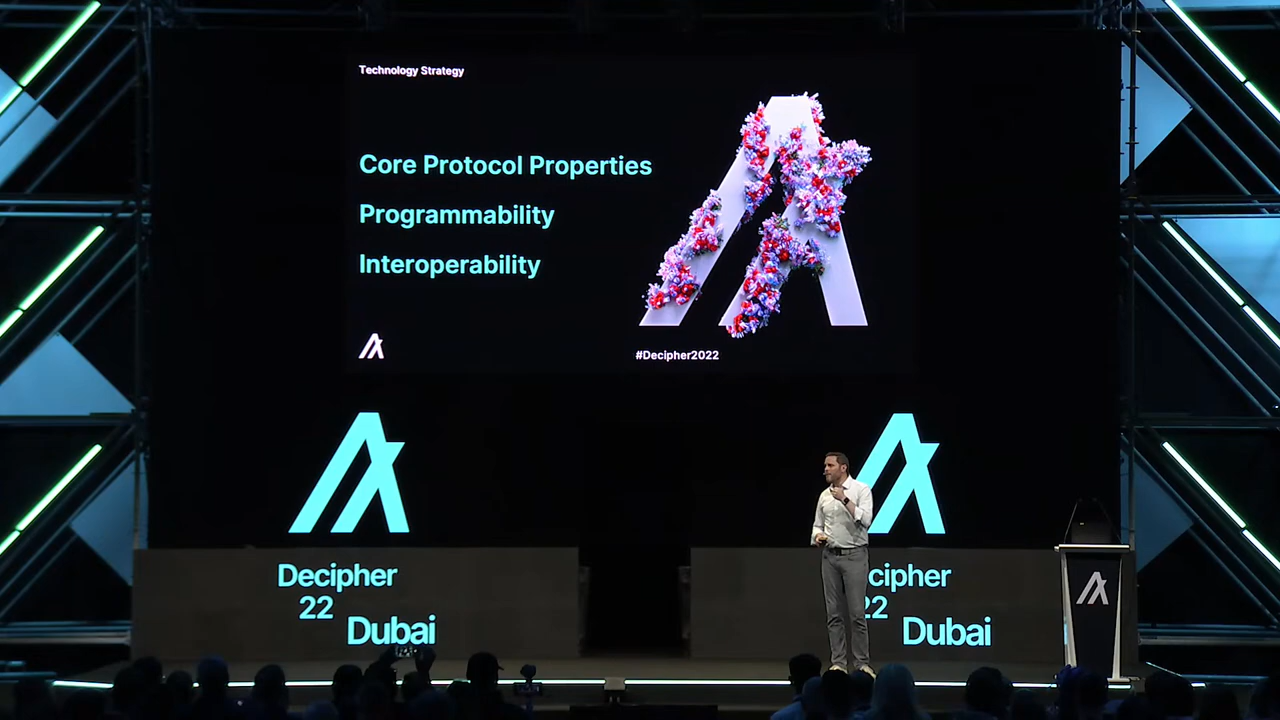 Technology Strategy
Core Protocol Properties
Programmability
Interoperability
#Decipher2022
Decipher
22
Dubai
cipher
22
Dubai